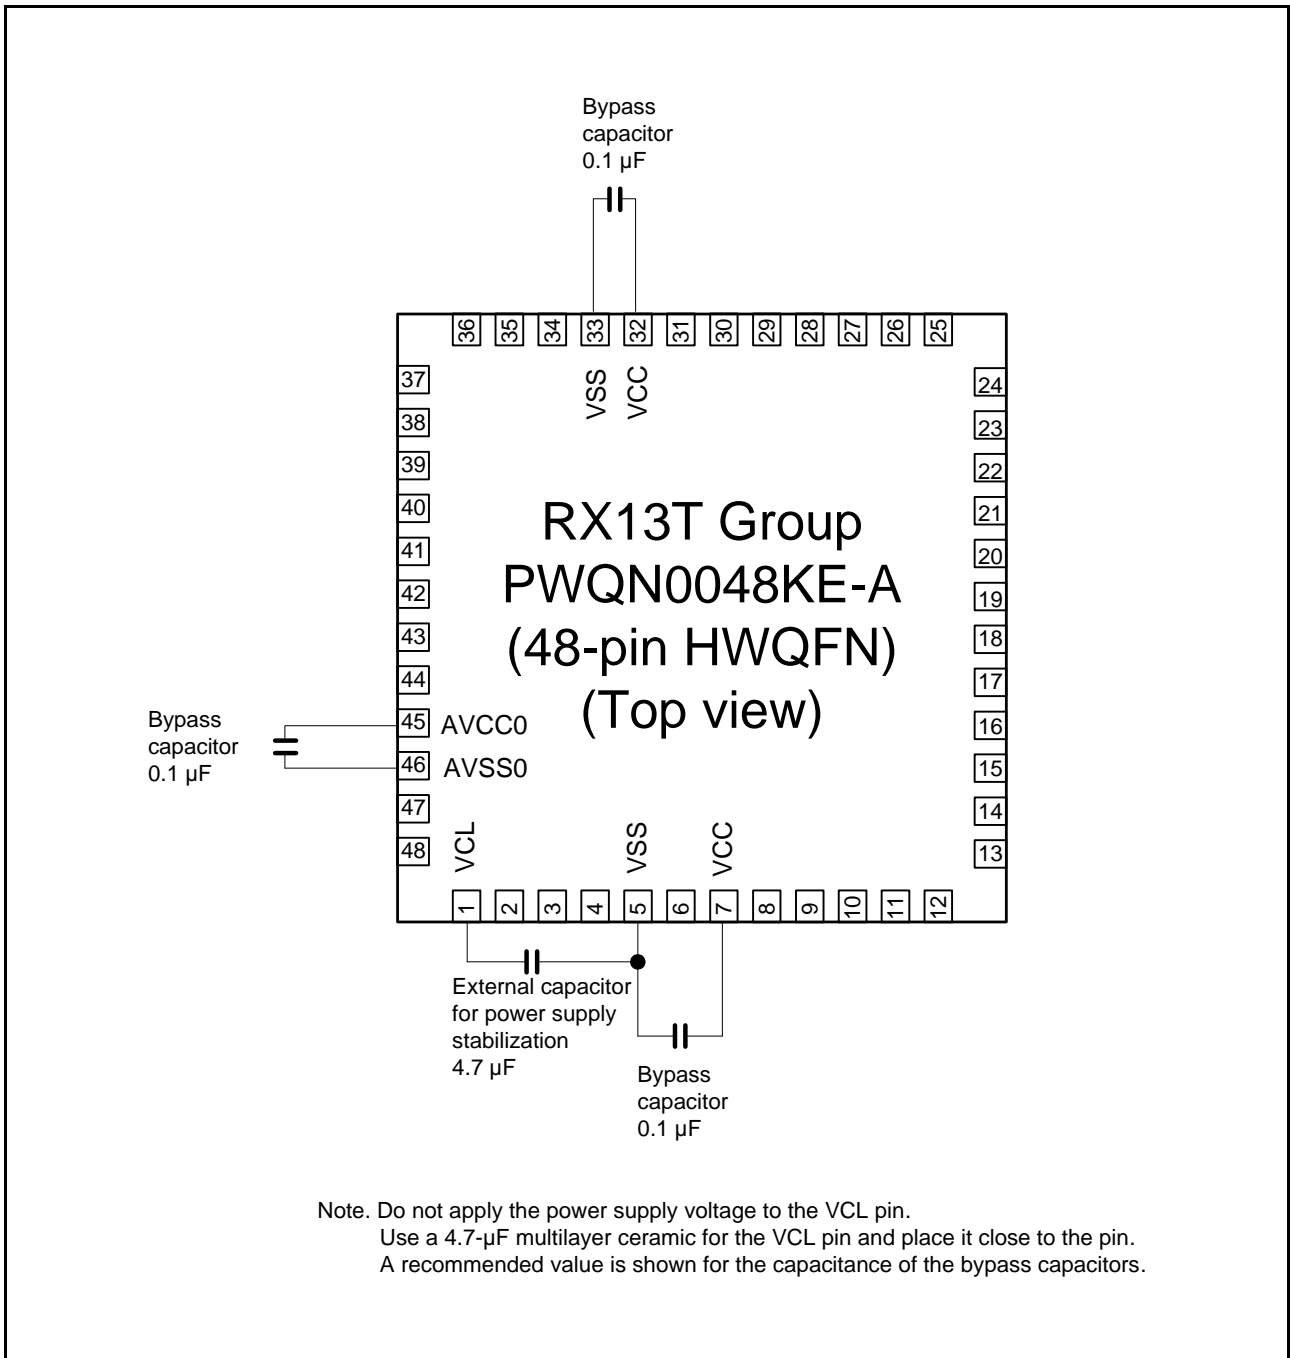 Bypass
capacitor
0.1 µF
36 35 34 33 32 31 30 29 28 27 26 25
VSS VCC
37
38
39
40
41
42
43
44
45 AVCC0
46 AVSS0
47
48
24
23
22
21
20
19
18
17
16
15
14
13
RX13T Group
PWQN0048KE-A
(48-pin HWQFN)
(Top view)
Bypass
capacitor
0.1 µF
VCL VSS VCC
1 2 3 4 5 6 7 8 9 10 11 12
External capacitor
for power supply
stabilization
4.7 µF
Bypass
capacitor
0.1 µF
Note. Do not apply the power supply voltage to the VCL pin.
Use a 4.7-µF multilayer ceramic for the VCL pin and place it close to the pin.
A recommended value is shown for the capacitance of the bypass capacitors.